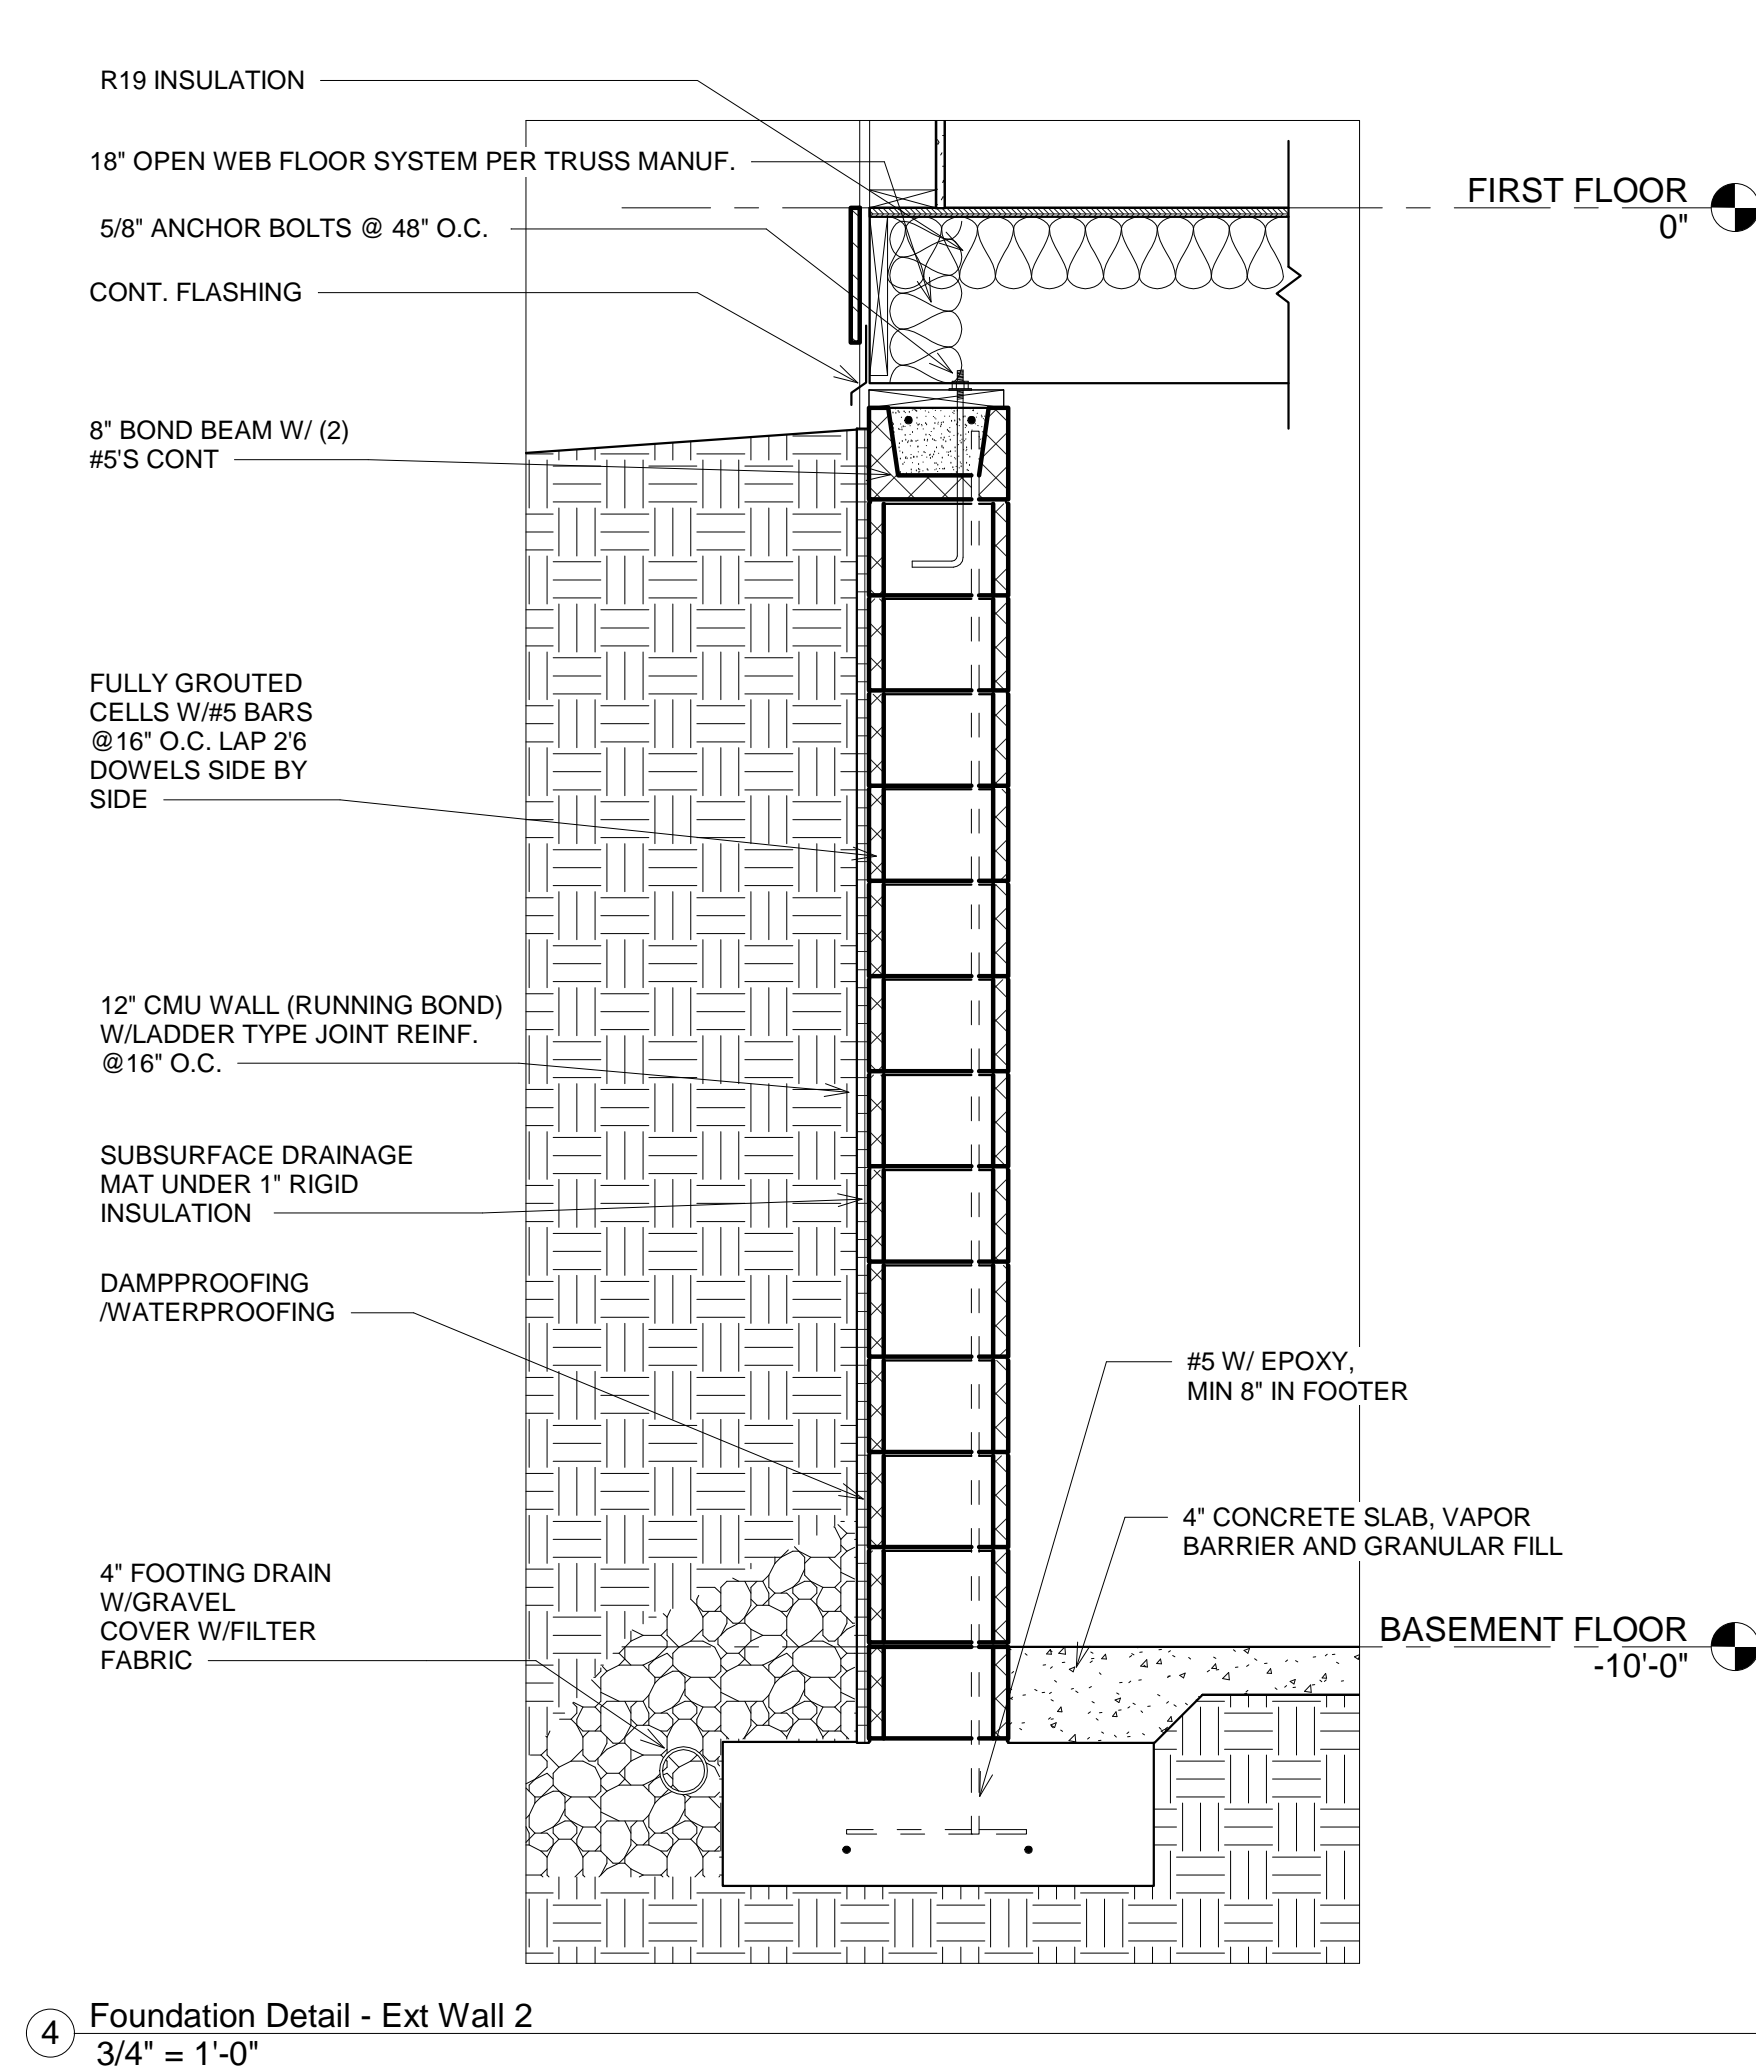 R19 INSULATION
18" OPEN WEB FLOOR SYSTEM PER TRUSS MANUF.
5/8" ANCHOR BOLTS @ 48" O.C.
CONT. FLASHING
8" BOND BEAM W/ (2)
#5'S CONT
FULLY GROUTED
CELLS W/#5 BARS
@16" O.C. LAP 2'6
DOWELS SIDE BY
SIDE
12" CMU WALL (RUNNING BOND)
W/LADDER TYPE JOINT REINF.
@16" O.C.
SUBSURFACE DRAINAGE
MAT UNDER 1" RIGID
INSULATION
DAMPPROOFING
/WATERPROOFING
4" FOOTING DRAIN
W/GRAVEL
COVER W/FILTER
FABRIC
FIRST FLOOR
0"
#5 W/ EPOXY,
MIN 8" IN FOOTER
4" CONCRETE SLAB, VAPOR
BARRIER AND GRANULAR FILL
BASEMENT FLOOR
-10'-0"
4
Foundation Detail - Ext Wall 2
3/4" = 1'-0"